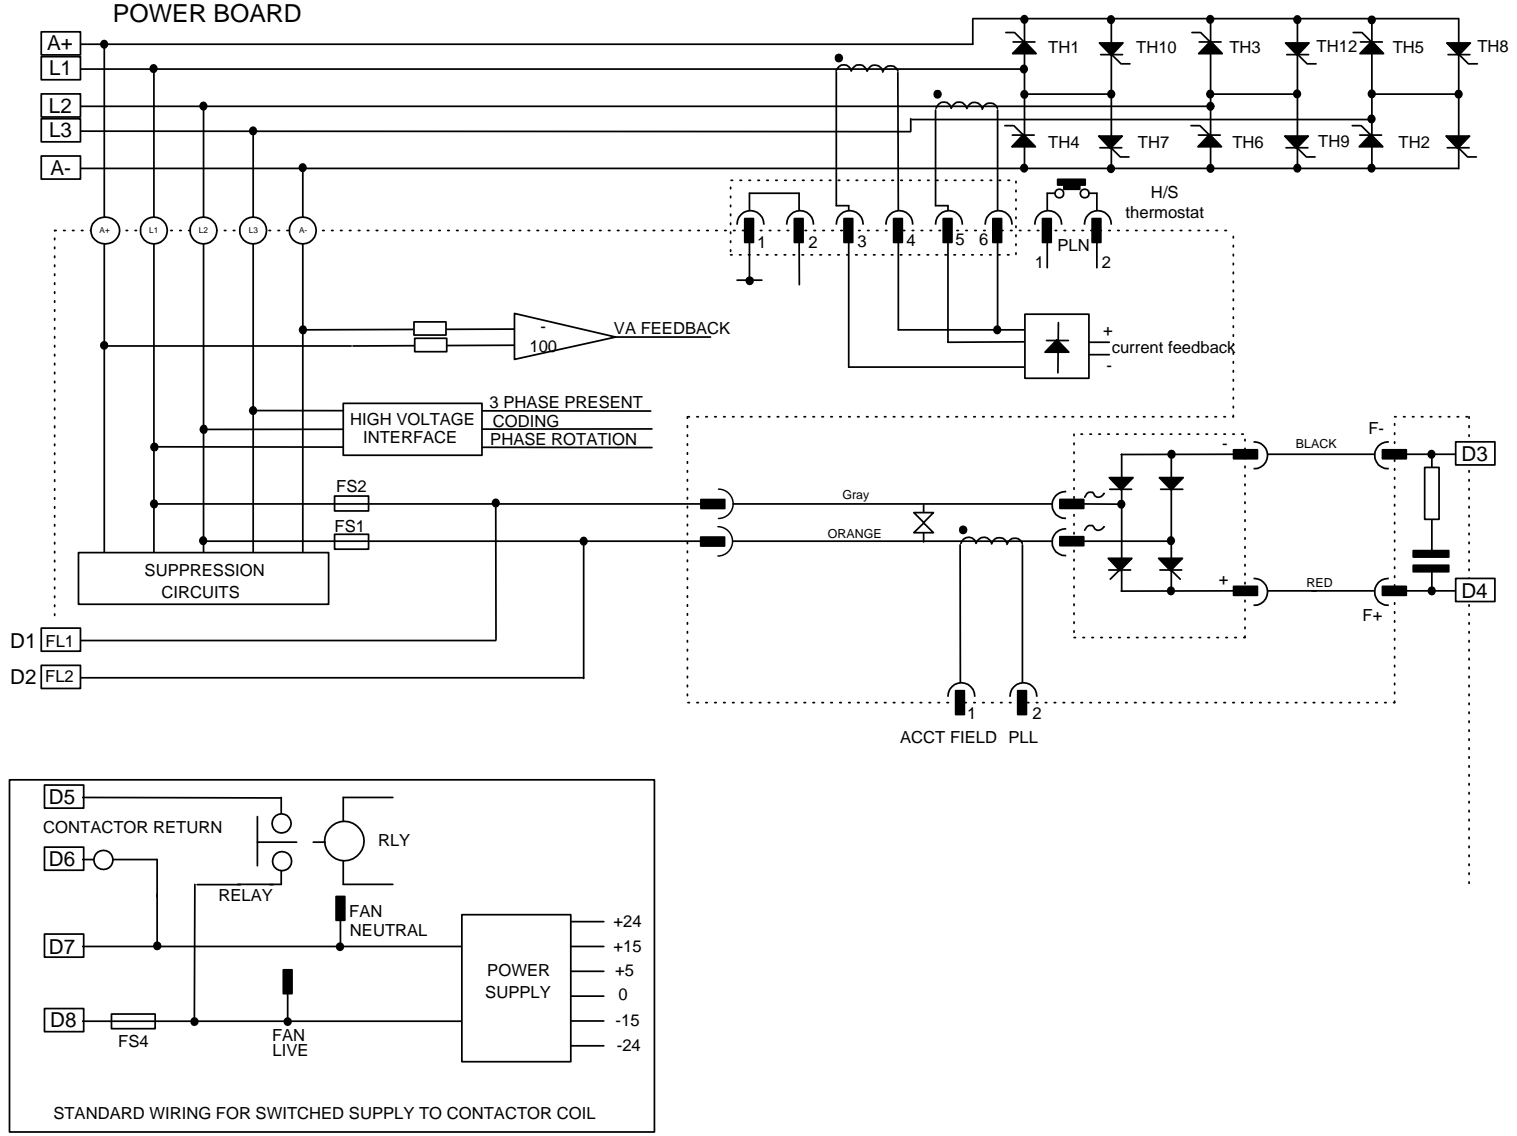 POWER BOARD
A+
L1
L2
L3
A-
TH1
TH10
TH3
TH12
TH5
TH8
TH4
TH7
TH6
TH9
TH2
H/S
thermostat
A+
L1
L2
L3
A-
1
2
3
4
5
6
PLN
1
2
-
100
VA FEEDBACK
+
current feedback
-
HIGH VOLTAGE
INTERFACE
3 PHASE PRESENT
CODING
PHASE ROTATION
FS2
FS1
Gray
ORANGE
-
BLACK
F-
D3
+
RED
F+
D4
SUPPRESSION
CIRCUITS
D1 FL1
D2 FL2
1
2
ACCT FIELD PLL
D5
CONTACTOR RETURN
D6
RLY
RELAY
FAN
NEUTRAL
D7
D8
FS4
FAN
LIVE
POWER
SUPPLY
+24
+15
+5
0
-15
-24
STANDARD WIRING FOR SWITCHED SUPPLY TO CONTACTOR COIL